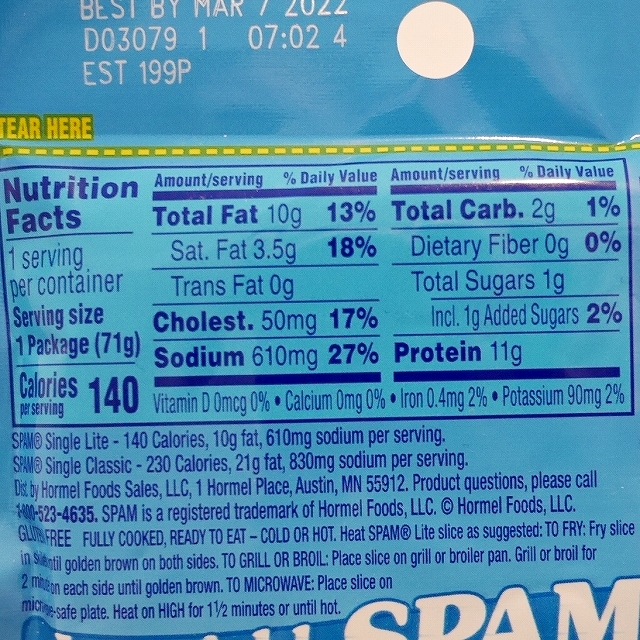 BEST BY MAR 7 2022
D03079 1 07:02 4
EST 199P
TEAR HERE
Nutrition
Facts
1 serving
per container
Serving size
1 Package (71g)
Calories
per serving
140
Amount/serving % Daily Value
Total Fat 10g 13%
Sat. Fat 3.5g 18%
Trans Fat 0g
Cholest. 50mg 17%
Sodium 610mg 27%
Amount/serving % Daily Value
Total Carb. 2g 1%
Dietary Fiber 0g 0%
Total Sugars 1g
Incl. 1g Added Sugars 2%
Protein 11g
Vitamin D 0mcg 0% • Calcium 0mg 0% • Iron 0.4mg 2% • Potassium 90mg 2%
SPAM® Single Lite - 140 Calories, 10g fat, 610mg sodium per serving.
SPAM® Single Classic - 230 Calories, 21g fat, 830mg sodium per serving.
Dist. by Hormel Foods Sales, LLC, 1 Hormel Place, Austin, MN 55912. Product questions, please call
1-800-523-4635. SPAM is a registered trademark of Hormel Foods, LLC. © Hormel Foods, LLC.
GLUTEN FREE FULLY COOKED, READY TO EAT – COLD OR HOT. Heat SPAM® Lite slice as suggested: TO FRY: Fry slice
in until golden brown on both sides. TO GRILL OR BROIL: Place slice on grill or broiler pan. Grill or broil for
2 minutes on each side until golden brown. TO MICROWAVE: Place slice on
microwave-safe plate. Heat on HIGH for 1½ minutes or until hot.
SPAM